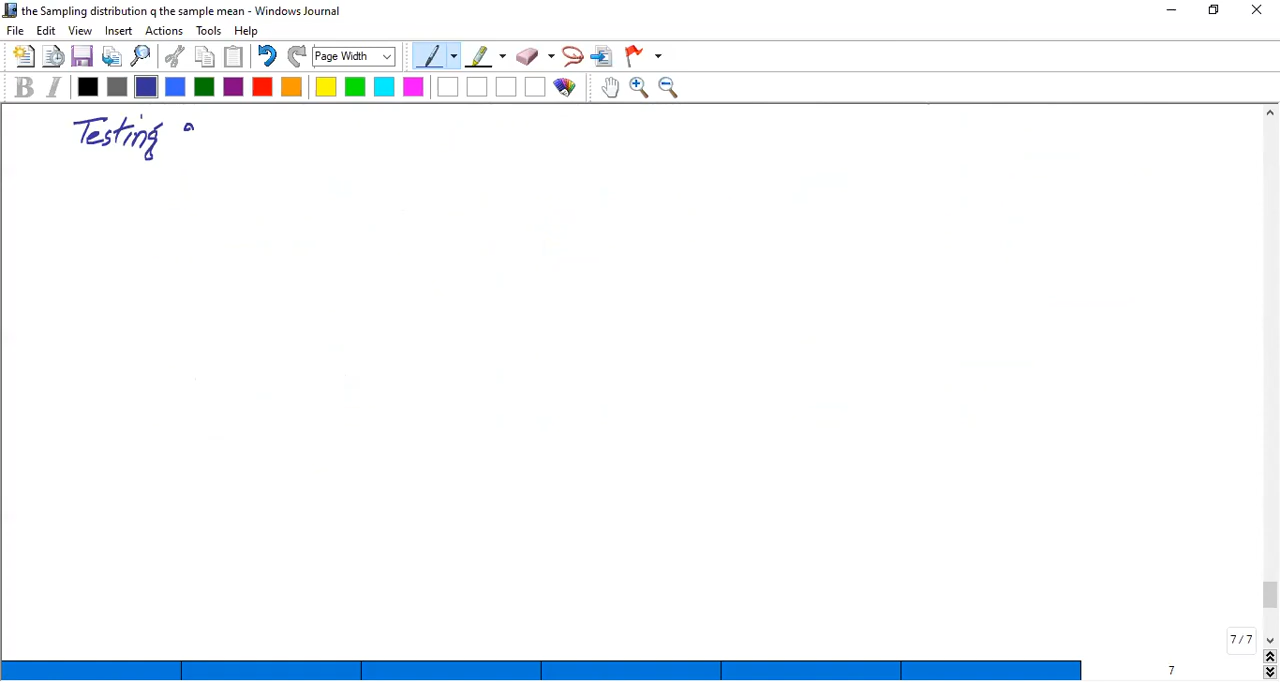 the Sampling distribution q the sample mean - Windows Journal
File Edit View Insert Actions Tools Help
Page Width
B I
Testing
7 / 7
7